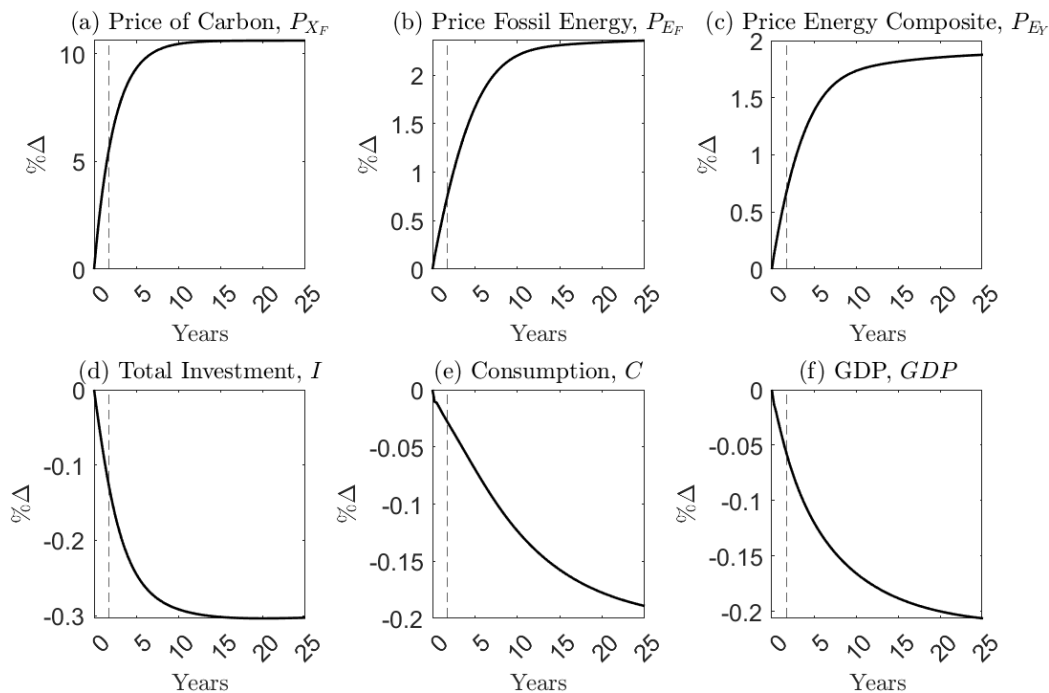 (a) Price of Carbon, P_{X_F}
10
5
0
%Δ
0 5 10 15 20 25
Years
(b) Price Fossil Energy, P_{E_F}
2
1.5
1
0.5
0
%Δ
0 5 10 15 20 25
Years
(c) Price Energy Composite, P_{E_Y}
2
1.5
1
0.5
0
%Δ
0 5 10 15 20 25
Years
(d) Total Investment, I
0
-0.1
-0.2
-0.3
%Δ
0 5 10 15 20 25
Years
(e) Consumption, C
0
-0.05
-0.1
-0.15
-0.2
%Δ
0 5 10 15 20 25
Years
(f) GDP, GDP
0
-0.05
-0.1
-0.15
-0.2
%Δ
0 5 10 15 20 25
Years